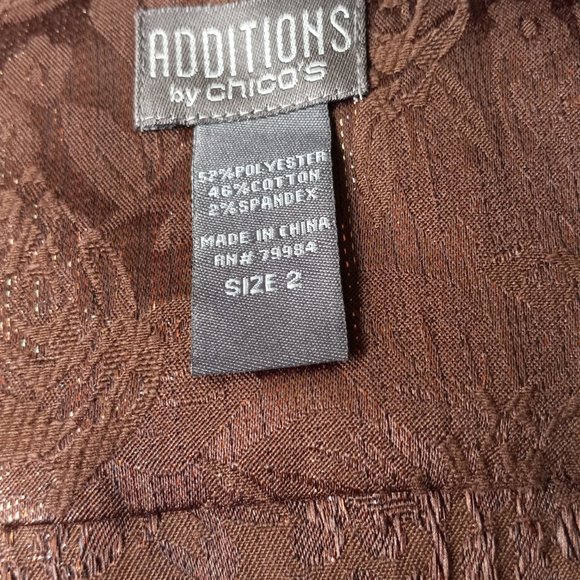 ADDITIONS
by chico's
52%POLYESTER
46%COTTON
2%SPANDEX
MADE IN CHINA
RN# 79984
SIZE 2